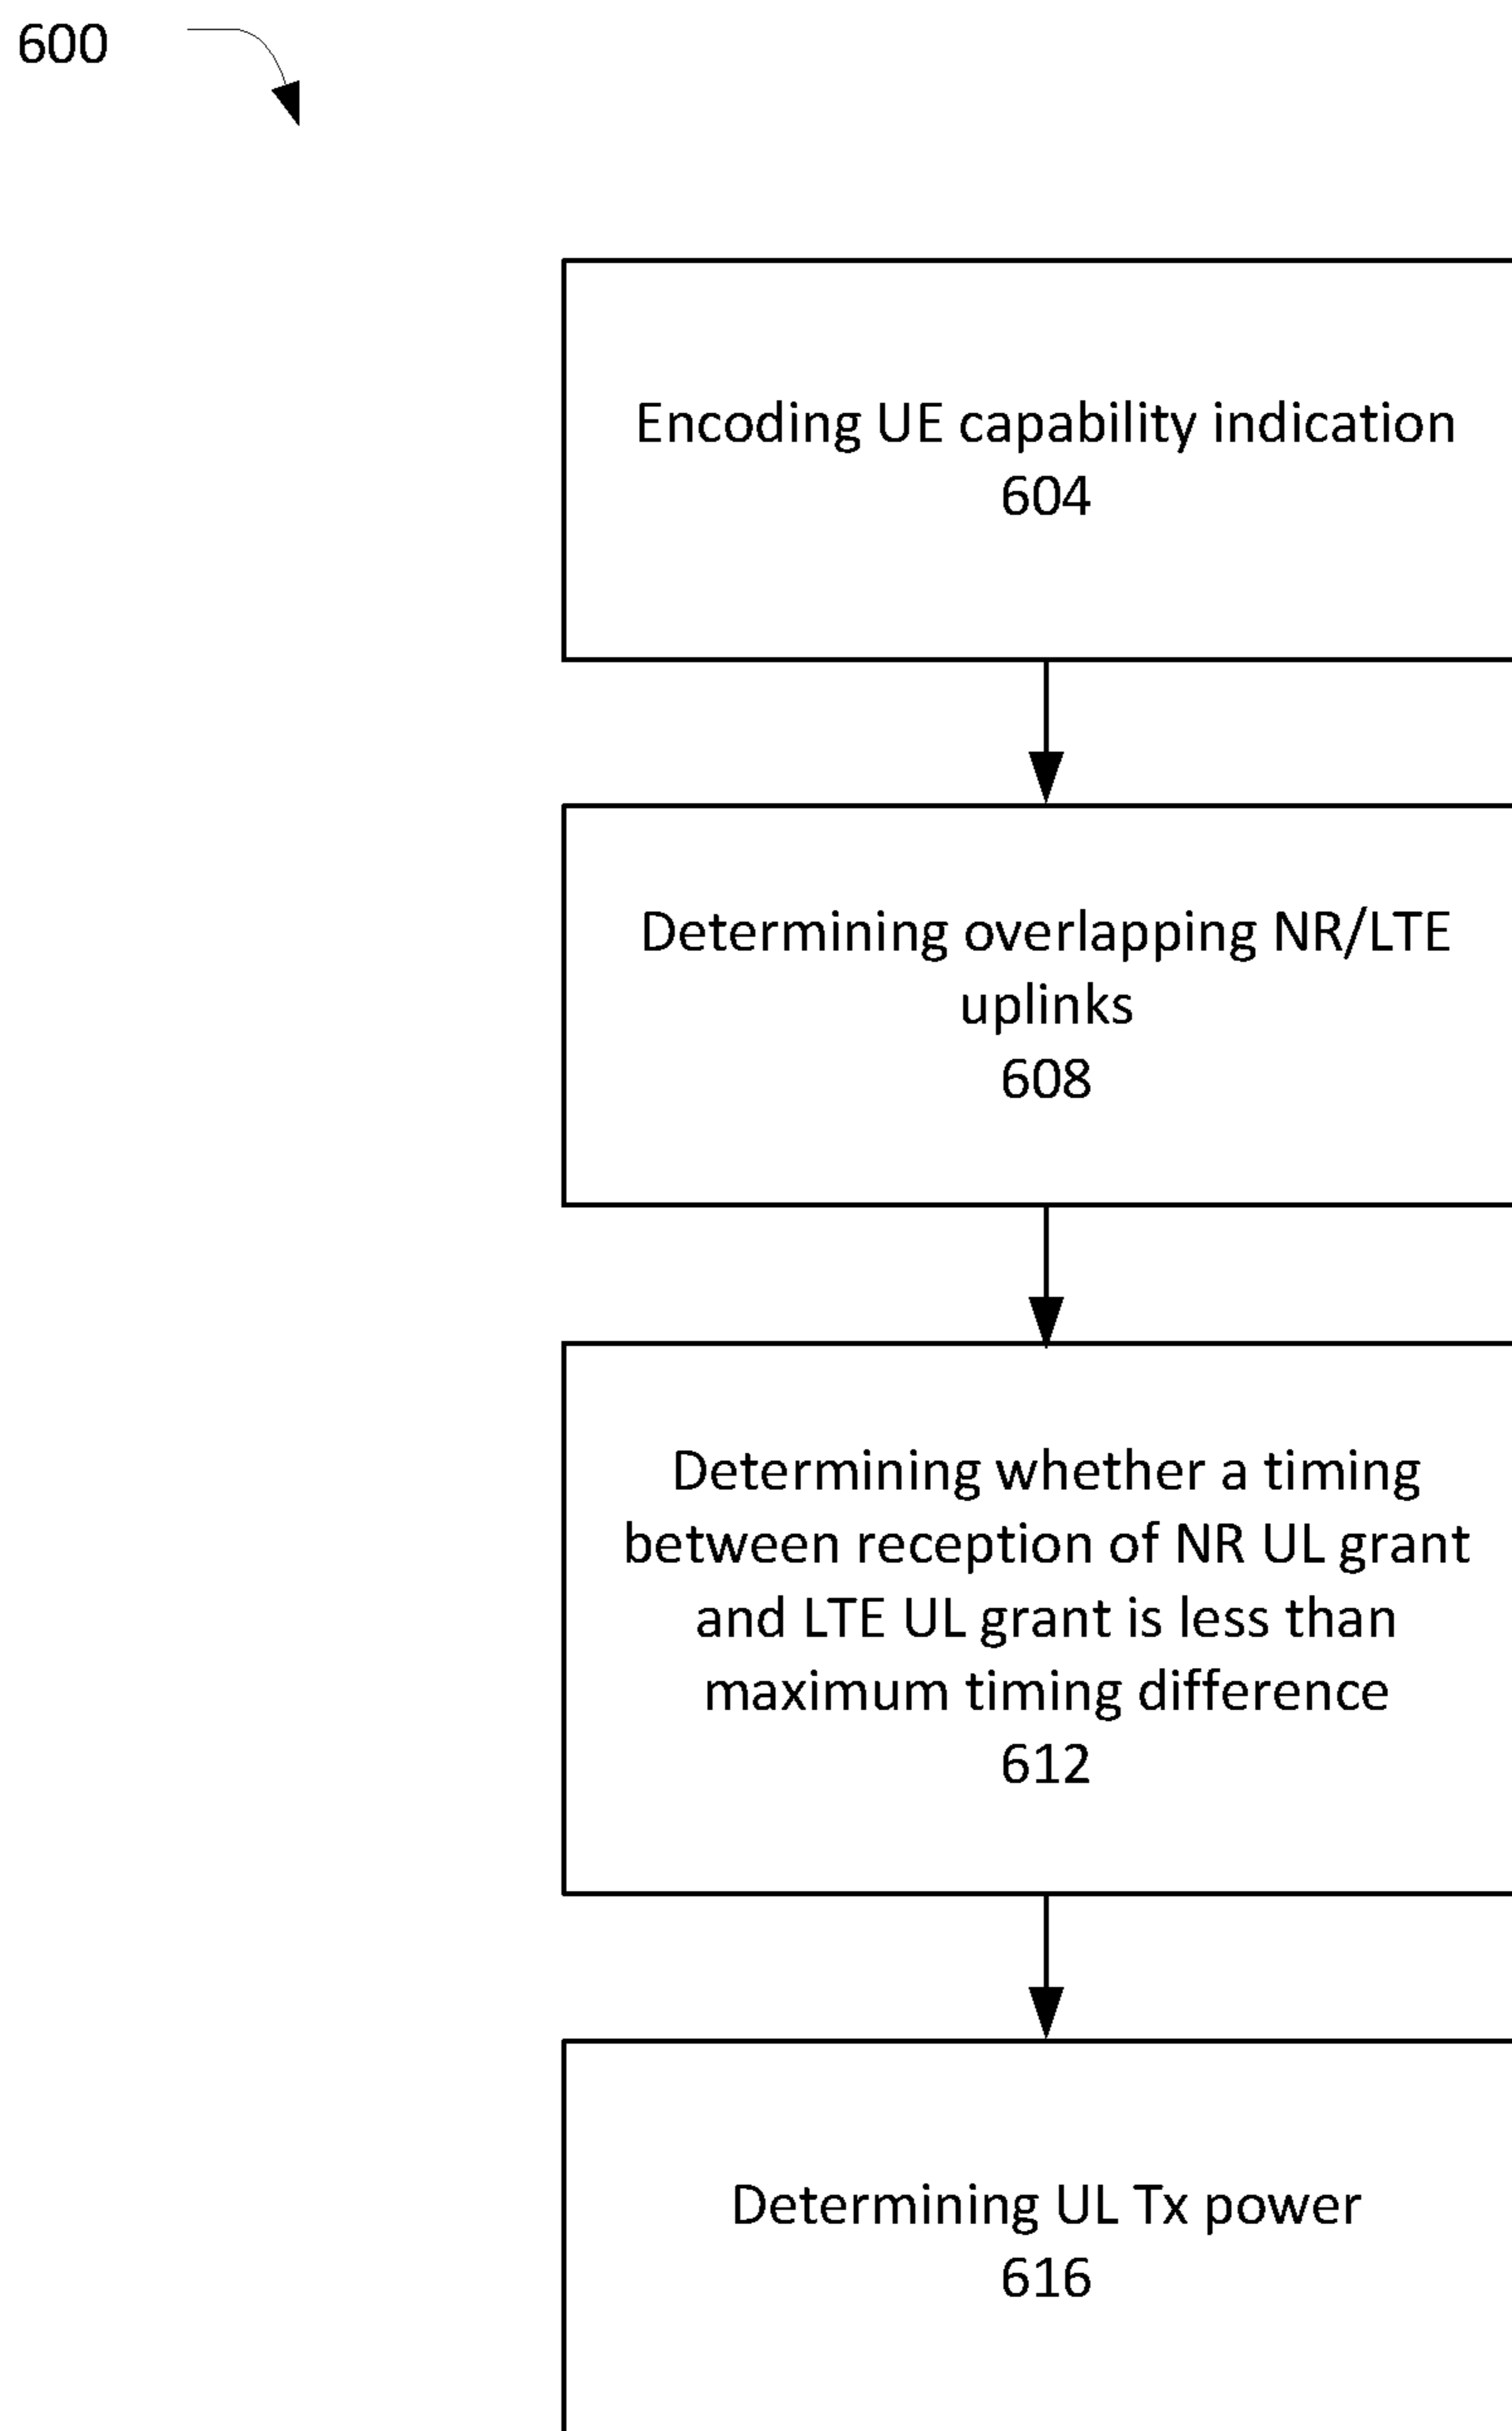 600
Encoding UE capability indication
604
Determining overlapping NR/LTE
uplinks
608
Determining whether a timing
between reception of NR UL grant
and LTE UL grant is less than
maximum timing difference
612
Determining UL Tx power
616